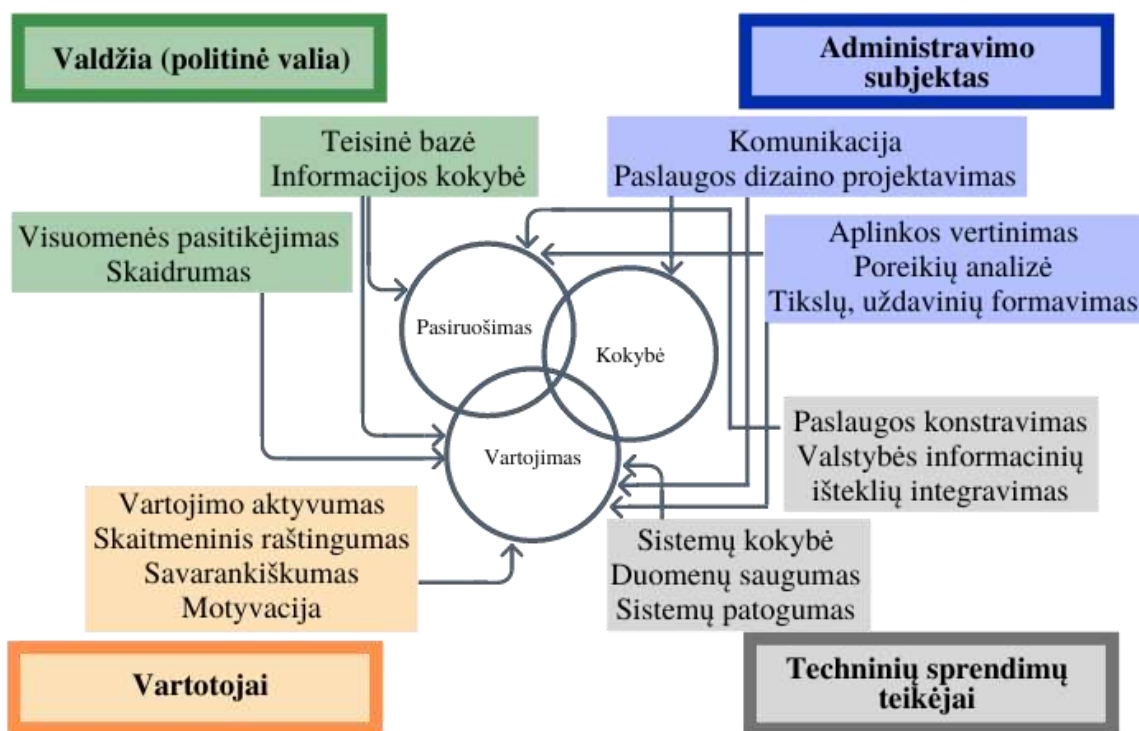 Valdžia (politinė valia)
Administravimo
subjektas
Teisinė bazė
Informacijos kokybė
Komunikacija
Paslaugos dizaino projektavimas
Visuomenės pasitikėjimas
Skaidrumas
Aplinkos vertinimas
Poreikių analizė
Tikslų, uždavinių formavimas
Pasiruošimas
Kokybė
Vartojimas
Paslaugos konstravimas
Valstybės informacinių
išteklių integravimas
Vartojimo aktyvumas
Skaitmeninis raštingumas
Savarankiškumas
Motyvacija
Sistemų kokybė
Duomenų saugumas
Sistemų patogumas
Vartotojai
Techninių sprendimų
teikėjai